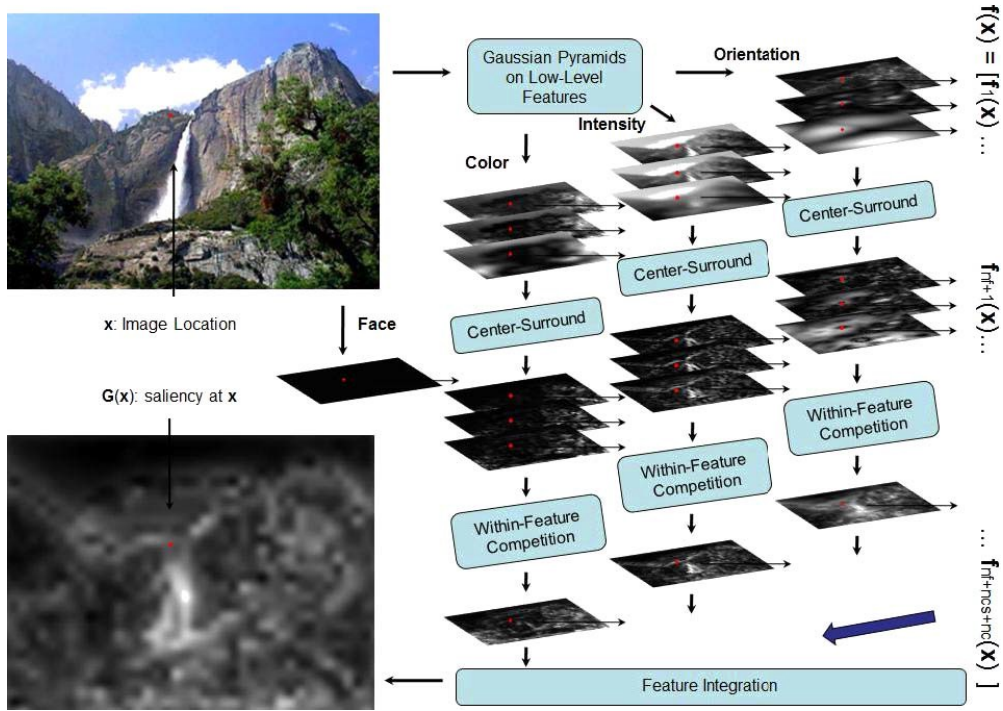 Gaussian Pyramids
on Low-Level
Features
Orientation
Intensity
Color
Center-Surround
Center-Surround
Center-Surround
x: Image Location
Face
G(x): saliency at x
Within-Feature
Competition
Within-Feature
Competition
Within-Feature
Competition
Feature Integration
f(x) = [f1(x) ...
fnf+1(x)...
... fnf+ncs+nc(x) ]